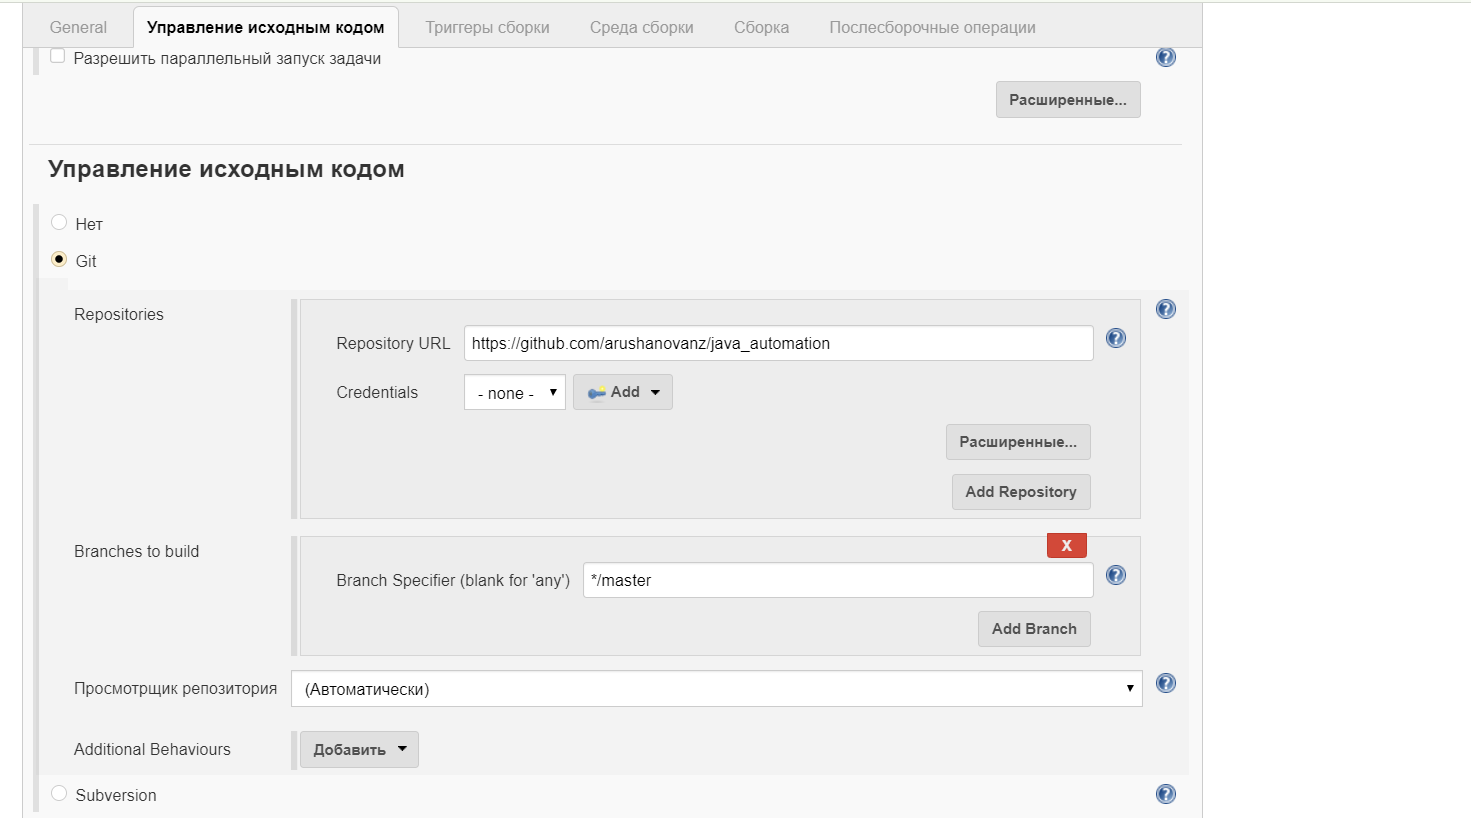 General Управление исходным кодом Триггеры сборки Среда сборки Сборка Послесборочные операции
Разрешить параллельный запуск задачи
Расширенные...
Управление исходным кодом
Нет
Git
Repositories
Repository URL https://github.com/arushanovanz/java_automation
Credentials - none - Add
Расширенные...
Add Repository
Branches to build
X
Branch Specifier (blank for 'any') */master
Add Branch
Просмотрщик репозитория (Автоматически)
Additional Behaviours Добавить
Subversion